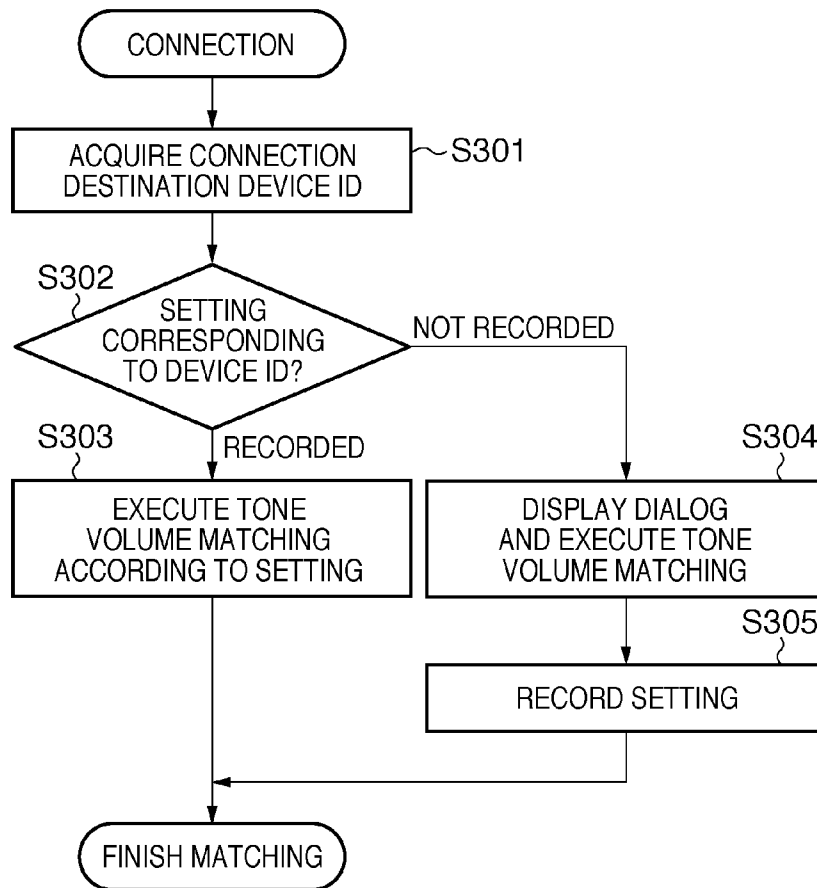 CONNECTION
ACQUIRE CONNECTION
DESTINATION DEVICE ID
S301
S302
SETTING
CORRESPONDING
TO DEVICE ID?
NOT RECORDED
RECORDED
S303
EXECUTE TONE
VOLUME MATCHING
ACCORDING TO SETTING
S304
DISPLAY DIALOG
AND EXECUTE TONE
VOLUME MATCHING
S305
RECORD SETTING
FINISH MATCHING